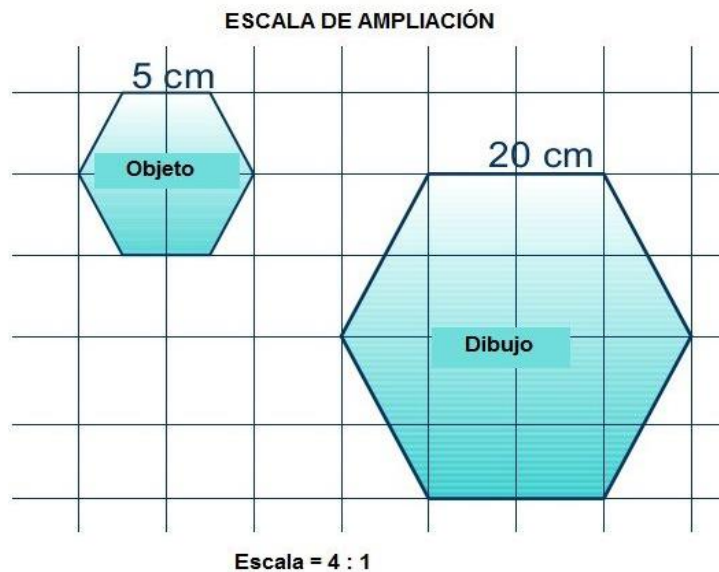 ESCALA DE AMPLIACIÓN
5 cm
Objeto
20 cm
Dibujo
Escala = 4 : 1